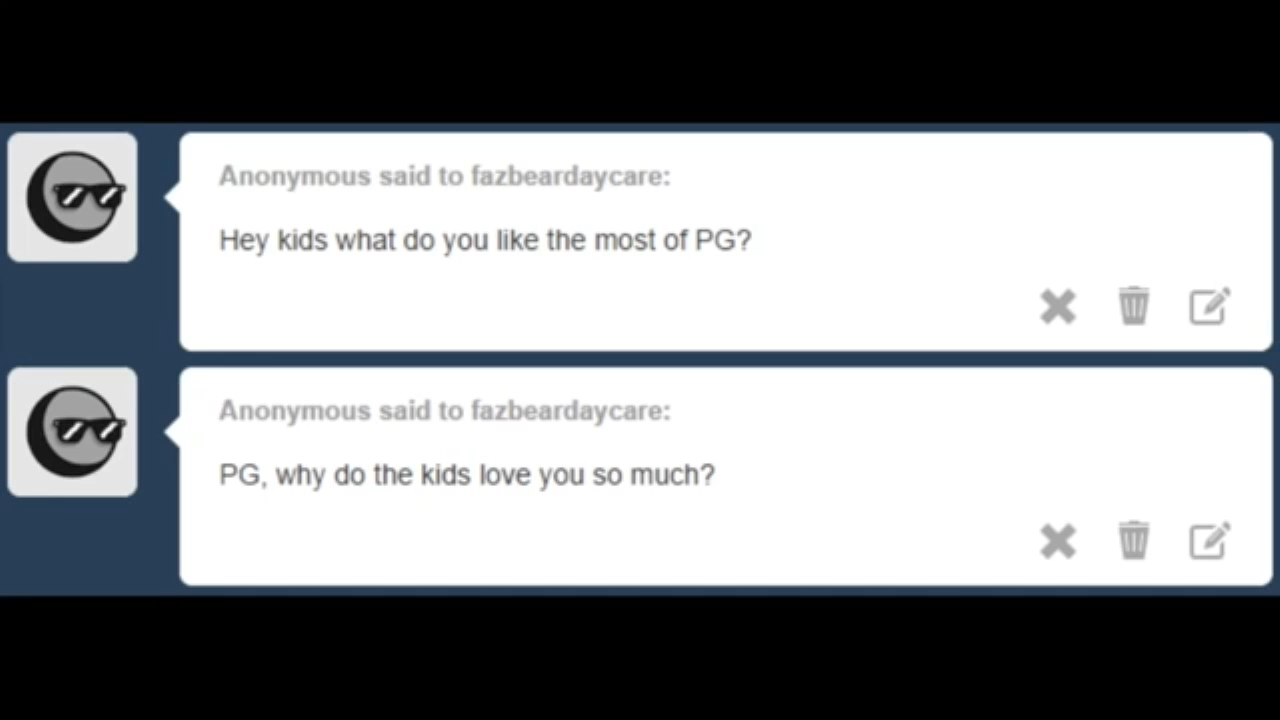 Anonymous said to fazbeardaycare:
Hey kids what do you like the most of PG?
Anonymous said to fazbeardaycare:
PG, why do the kids love you so much?